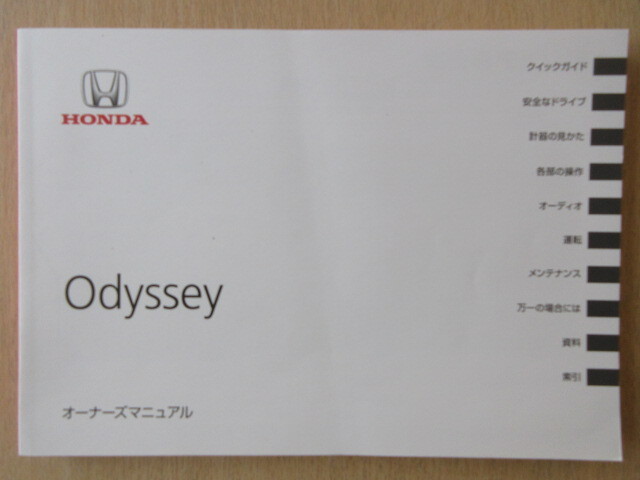 HONDA
Odyssey
オーナーズマニュアル
クイックガイド
安全なドライブ
計器の見かた
各部の操作
オーディオ
運転
メンテナンス
万一の場合には
資料
索引